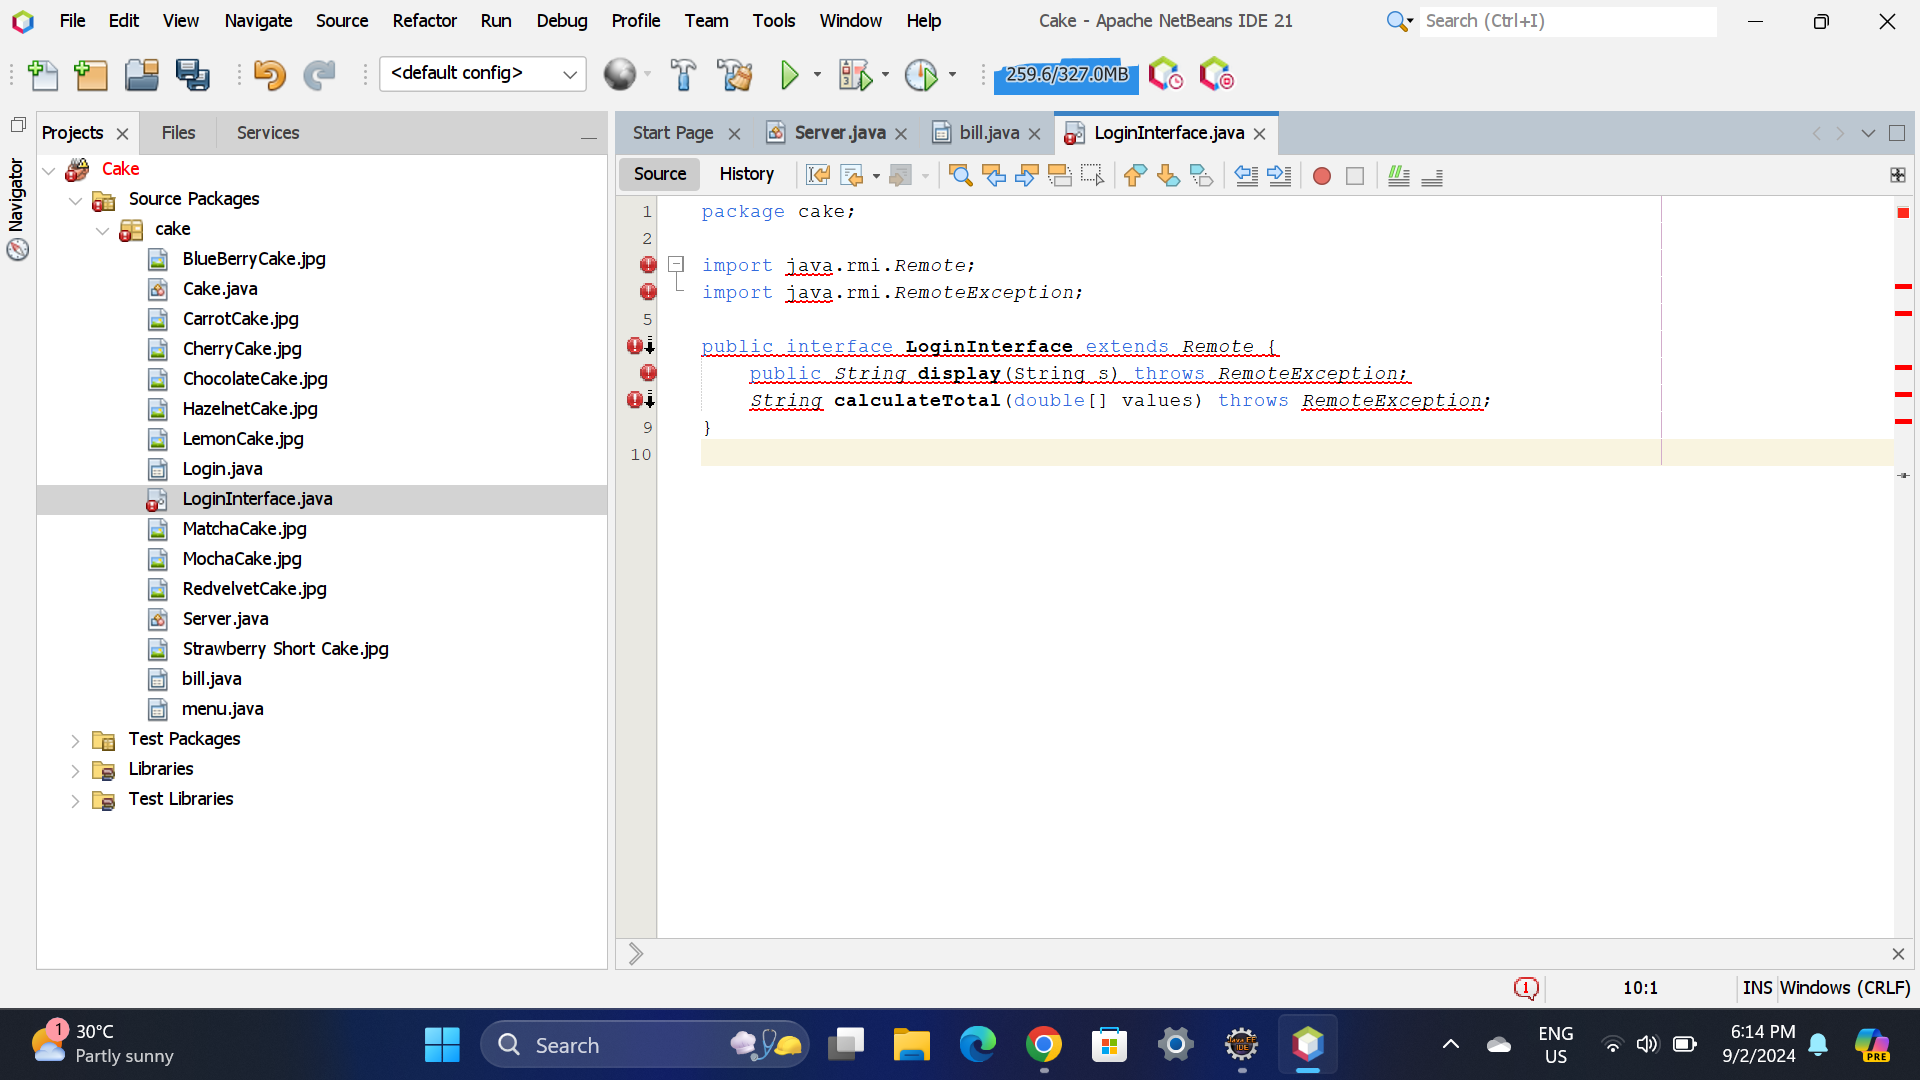 File Edit View Navigate Source Refactor Run Debug Profile Team Tools Window Help
Cake - Apache NetBeans IDE 21
Search (Ctrl+I)
<default config>
259.6/327.0MB
Projects Files Services
Navigator
Cake
Source Packages
cake
BlueBerryCake.jpg
Cake.java
CarrotCake.jpg
CherryCake.jpg
ChocolateCake.jpg
HazelnetCake.jpg
LemonCake.jpg
Login.java
LoginInterface.java
MatchaCake.jpg
MochaCake.jpg
RedvelvetCake.jpg
Server.java
Strawberry Short Cake.jpg
bill.java
menu.java
Test Packages
Libraries
Test Libraries
Start Page Server.java bill.java LoginInterface.java
Source History
1 package cake;
2
import java.rmi.Remote;
import java.rmi.RemoteException;
5
public interface LoginInterface extends Remote {
public String display(String s) throws RemoteException;
String calculateTotal(double[] values) throws RemoteException;
9 }
10
1
10:1
INS
Windows (CRLF)
1
30°C
Partly sunny
Search
Java EE
IDE
ENG
US
6:14 PM
9/2/2024
PRE